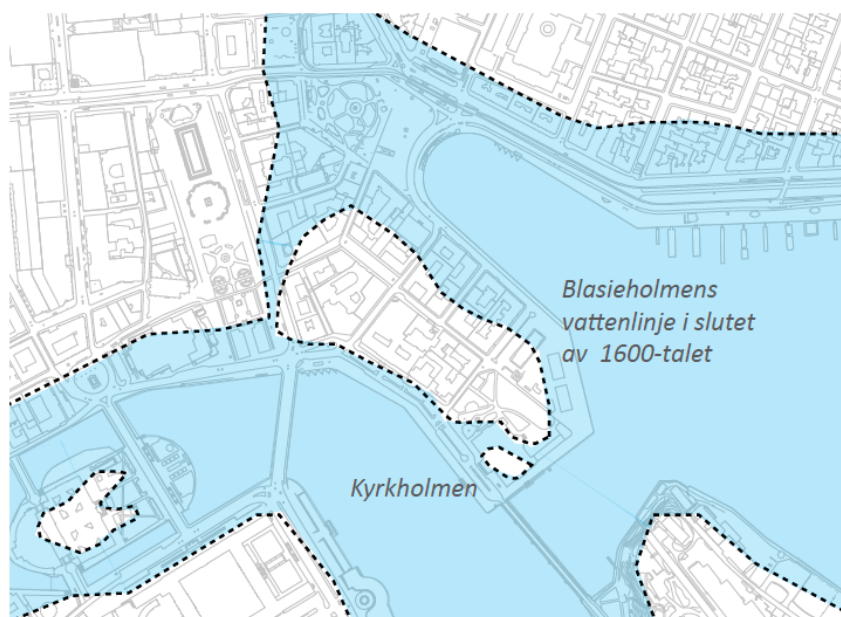 Blasieholmens
vattenlinje i slutet
av 1600-talet
Kyrkholmen